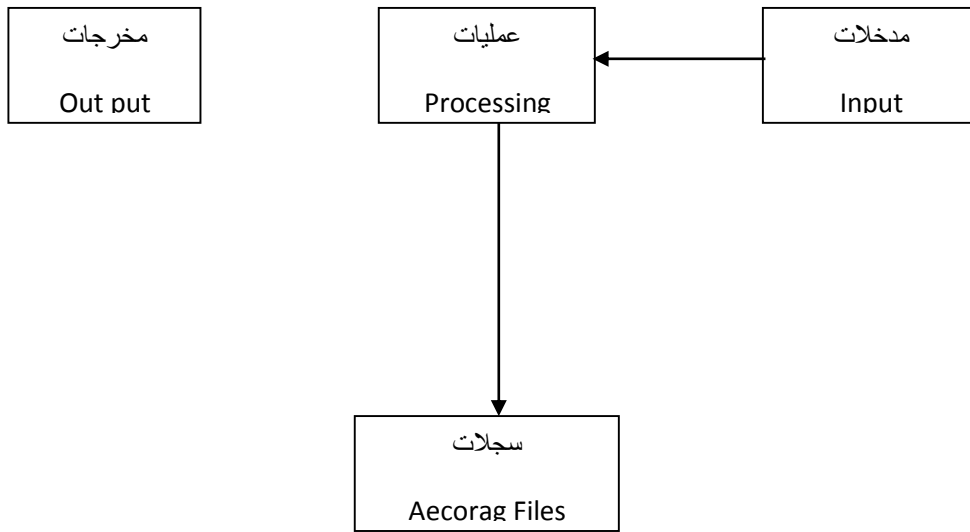 مدخلات
Input
عمليات
Processing
مخرجات
Out put
سجلات
Aecorag Files